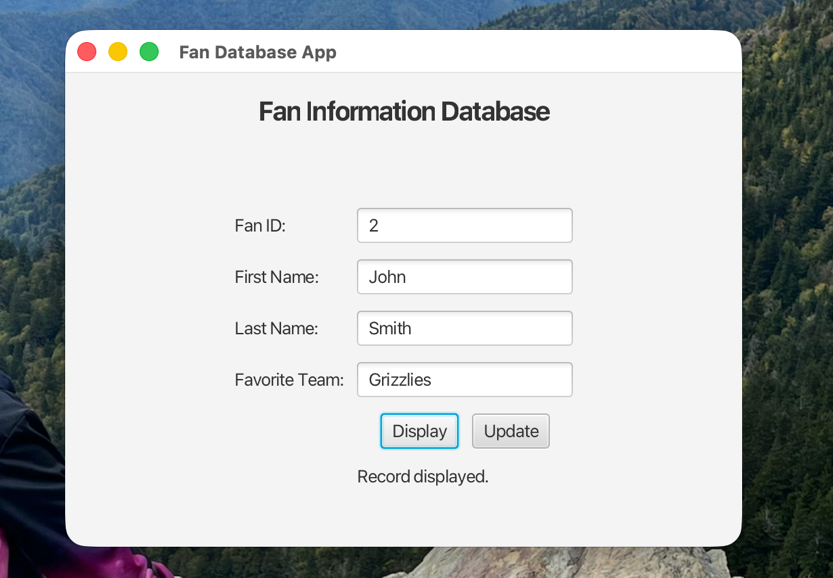 Fan Database App
Fan Information Database
Fan ID: 2
First Name: John
Last Name: Smith
Favorite Team: Grizzlies
Display Update
Record displayed.